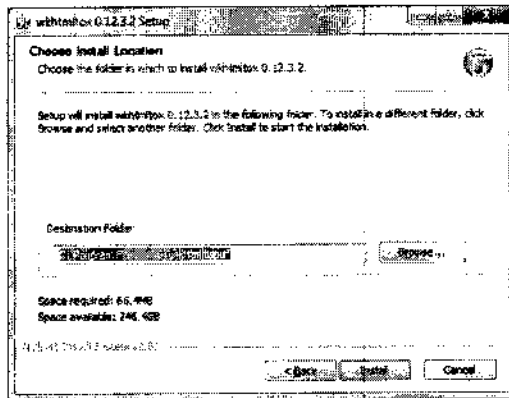 wkhtmltox 0.12.3.2 Setup
Choose Install Location
Choose the folder in which to install wkhtmltox 0.12.3.2.
Setup will install wkhtmltox 0.12.3.2 in the following folder. To install in a different folder, click
Browse and select another folder. Click Install to start the installation.
Destination Folder
Browse...
Space required: 66.4MB
Space available: 246.4GB
< Back
Install
Cancel